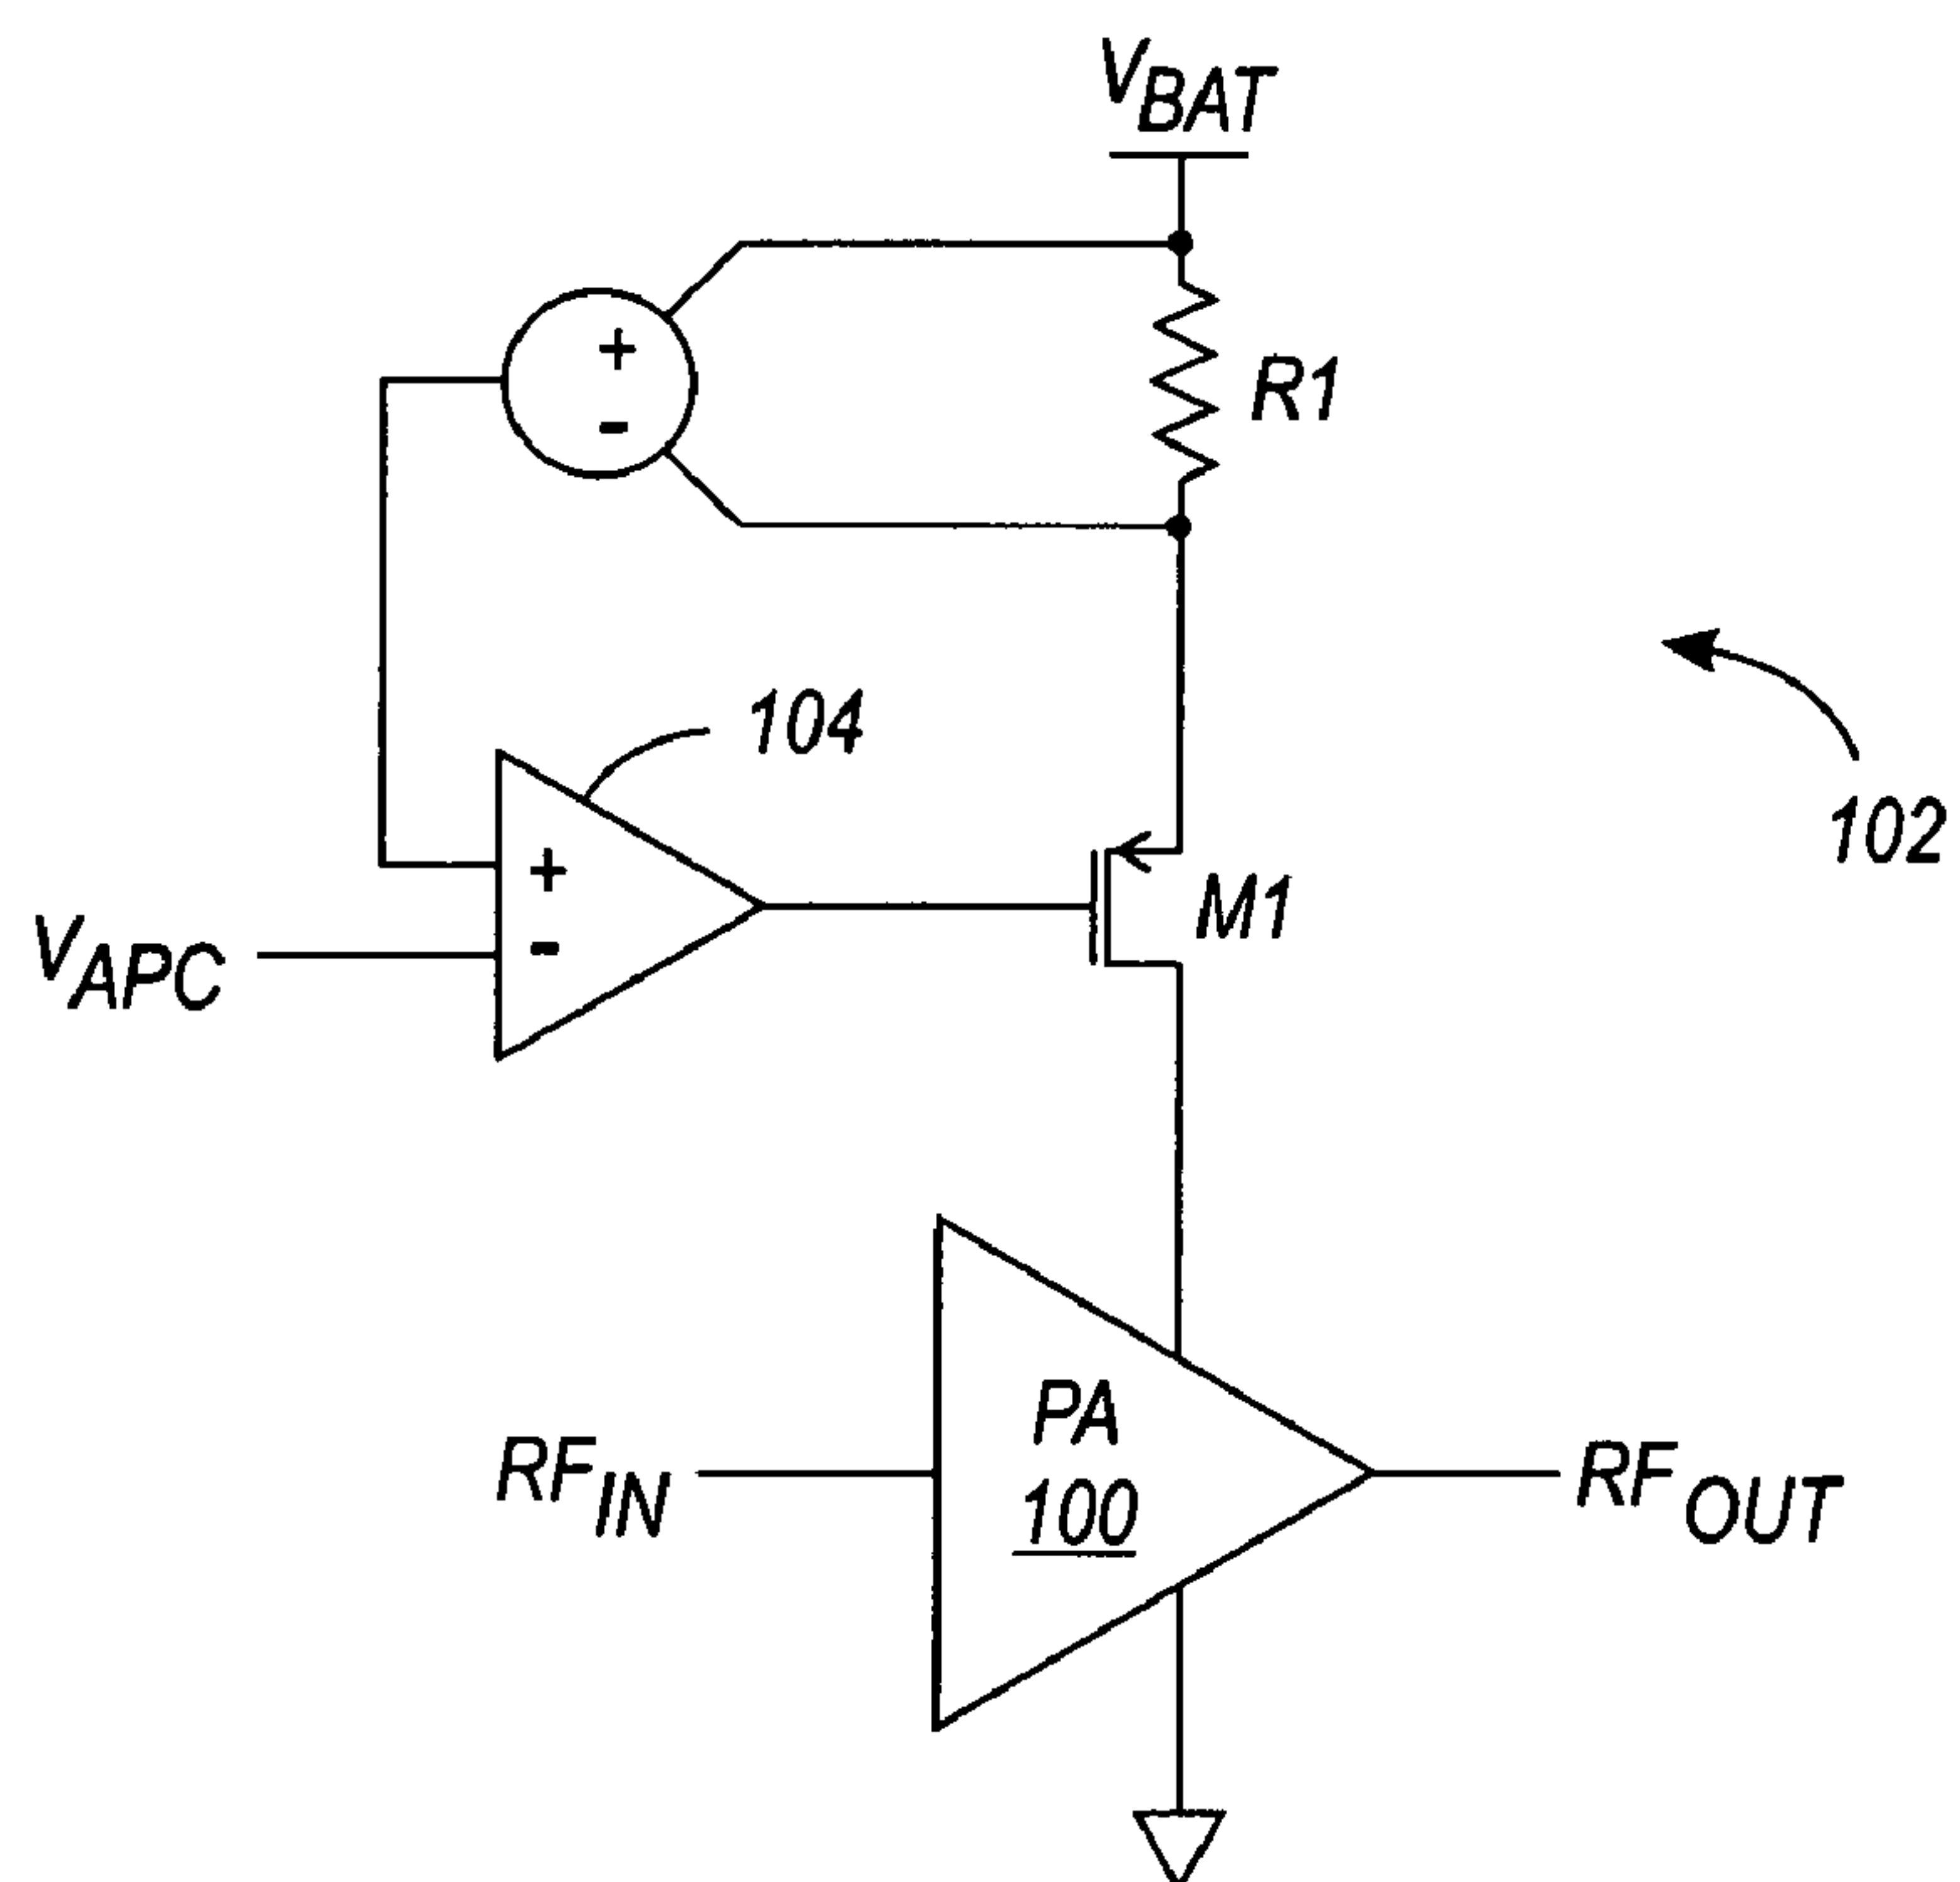 VBAT
+
-
R1
104
102
+
-
M1
VAPC
PA
100
RFIN
RFOUT